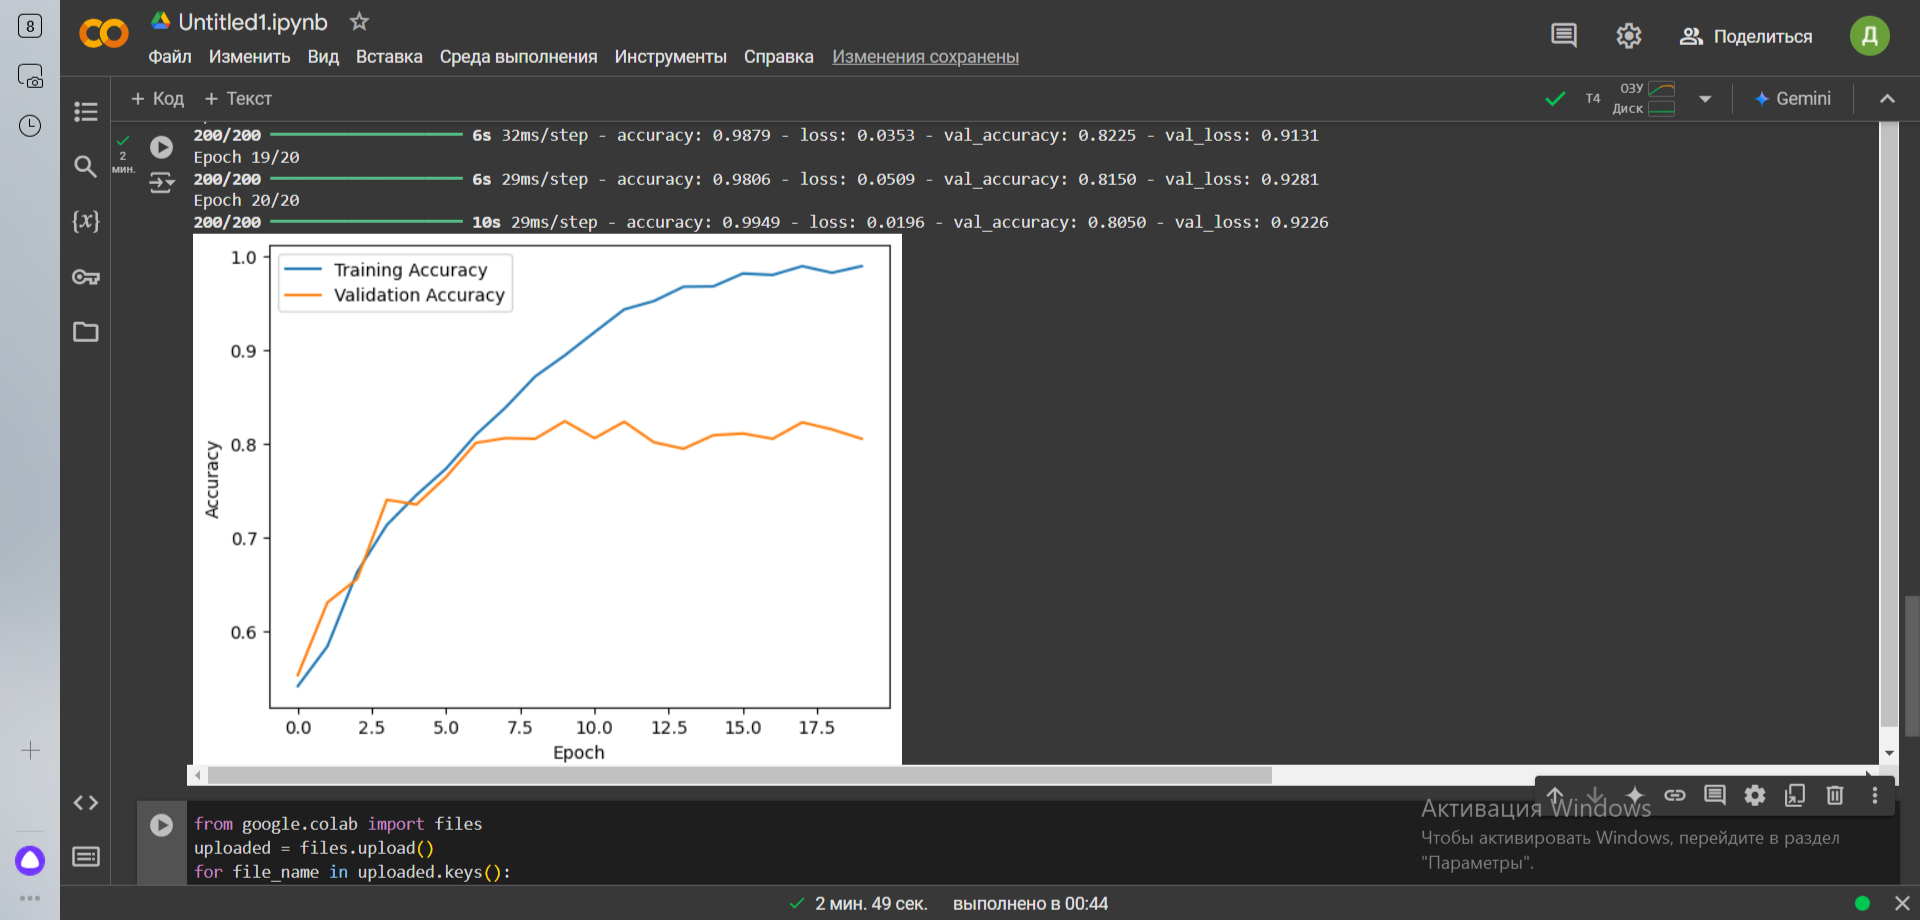 8
Untitled1.ipynb
Файл Изменить Вид Вставка Среда выполнения Инструменты Справка Изменения сохранены
Поделиться
Д
+ Код + Текст
T4
ОЗУ
Диск
Gemini
2
мин.
{x}
200/200 6s 32ms/step - accuracy: 0.9879 - loss: 0.0353 - val_accuracy: 0.8225 - val_loss: 0.9131
Epoch 19/20
200/200 6s 29ms/step - accuracy: 0.9806 - loss: 0.0509 - val_accuracy: 0.8150 - val_loss: 0.9281
Epoch 20/20
200/200 10s 29ms/step - accuracy: 0.9949 - loss: 0.0196 - val_accuracy: 0.8050 - val_loss: 0.9226
Training Accuracy
Validation Accuracy
1.0
0.9
0.8
0.7
0.6
Accuracy
0.0 2.5 5.0 7.5 10.0 12.5 15.0 17.5
Epoch
from google.colab import files
uploaded = files.upload()
for file_name in uploaded.keys():
Активация Windows
Чтобы активировать Windows, перейдите в раздел
"Параметры".
2 мин. 49 сек. выполнено в 00:44